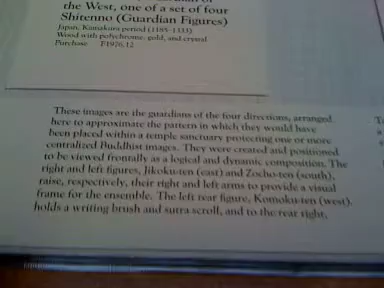 the West, one of a set of four
Shitenno (Guardian Figures)
Japan, Kamakura period (1185-1333)
Wood with polychrome, gold, and crystal
Purchase F1976.12
These images are the guardians of the four directions, arranged
here to approximate the pattern in which they would have
been placed within a temple sanctuary protecting one or more
centralized Buddhist images. They were created and positioned
to be viewed frontally as a logical and dynamic composition. The
right and left figures, Jikoku-ten (east) and Zocho-ten (south),
raise, respectively, their right and left arms to provide a visual
frame for the ensemble. The left rear figure, Komoku-ten (west),
holds a writing brush and sutra scroll, and to the rear right,